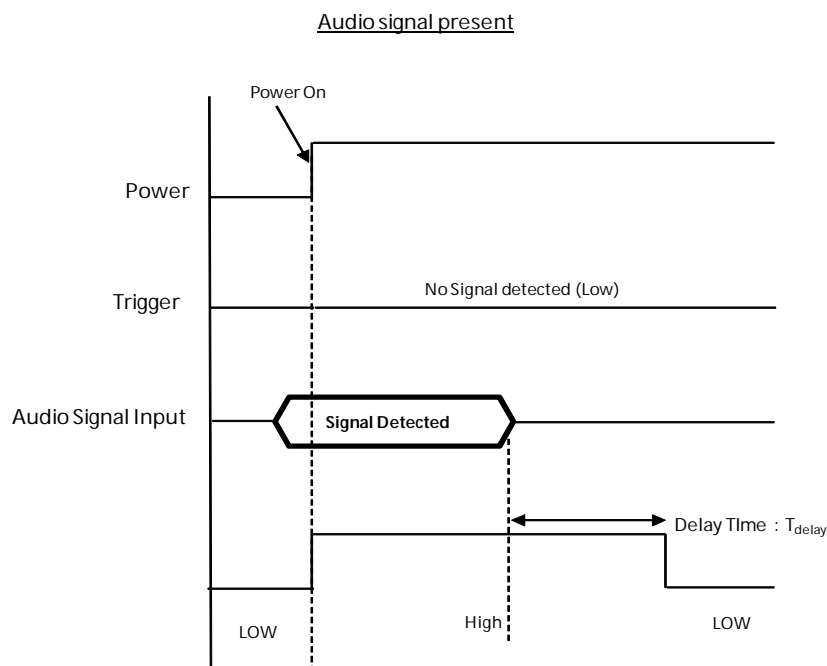 Audio signal present
Power On
Power
Trigger
No Signal detected (Low)
Audio Signal Input
Signal Detected
Delay TIme : Tdelay
LOW
High
LOW